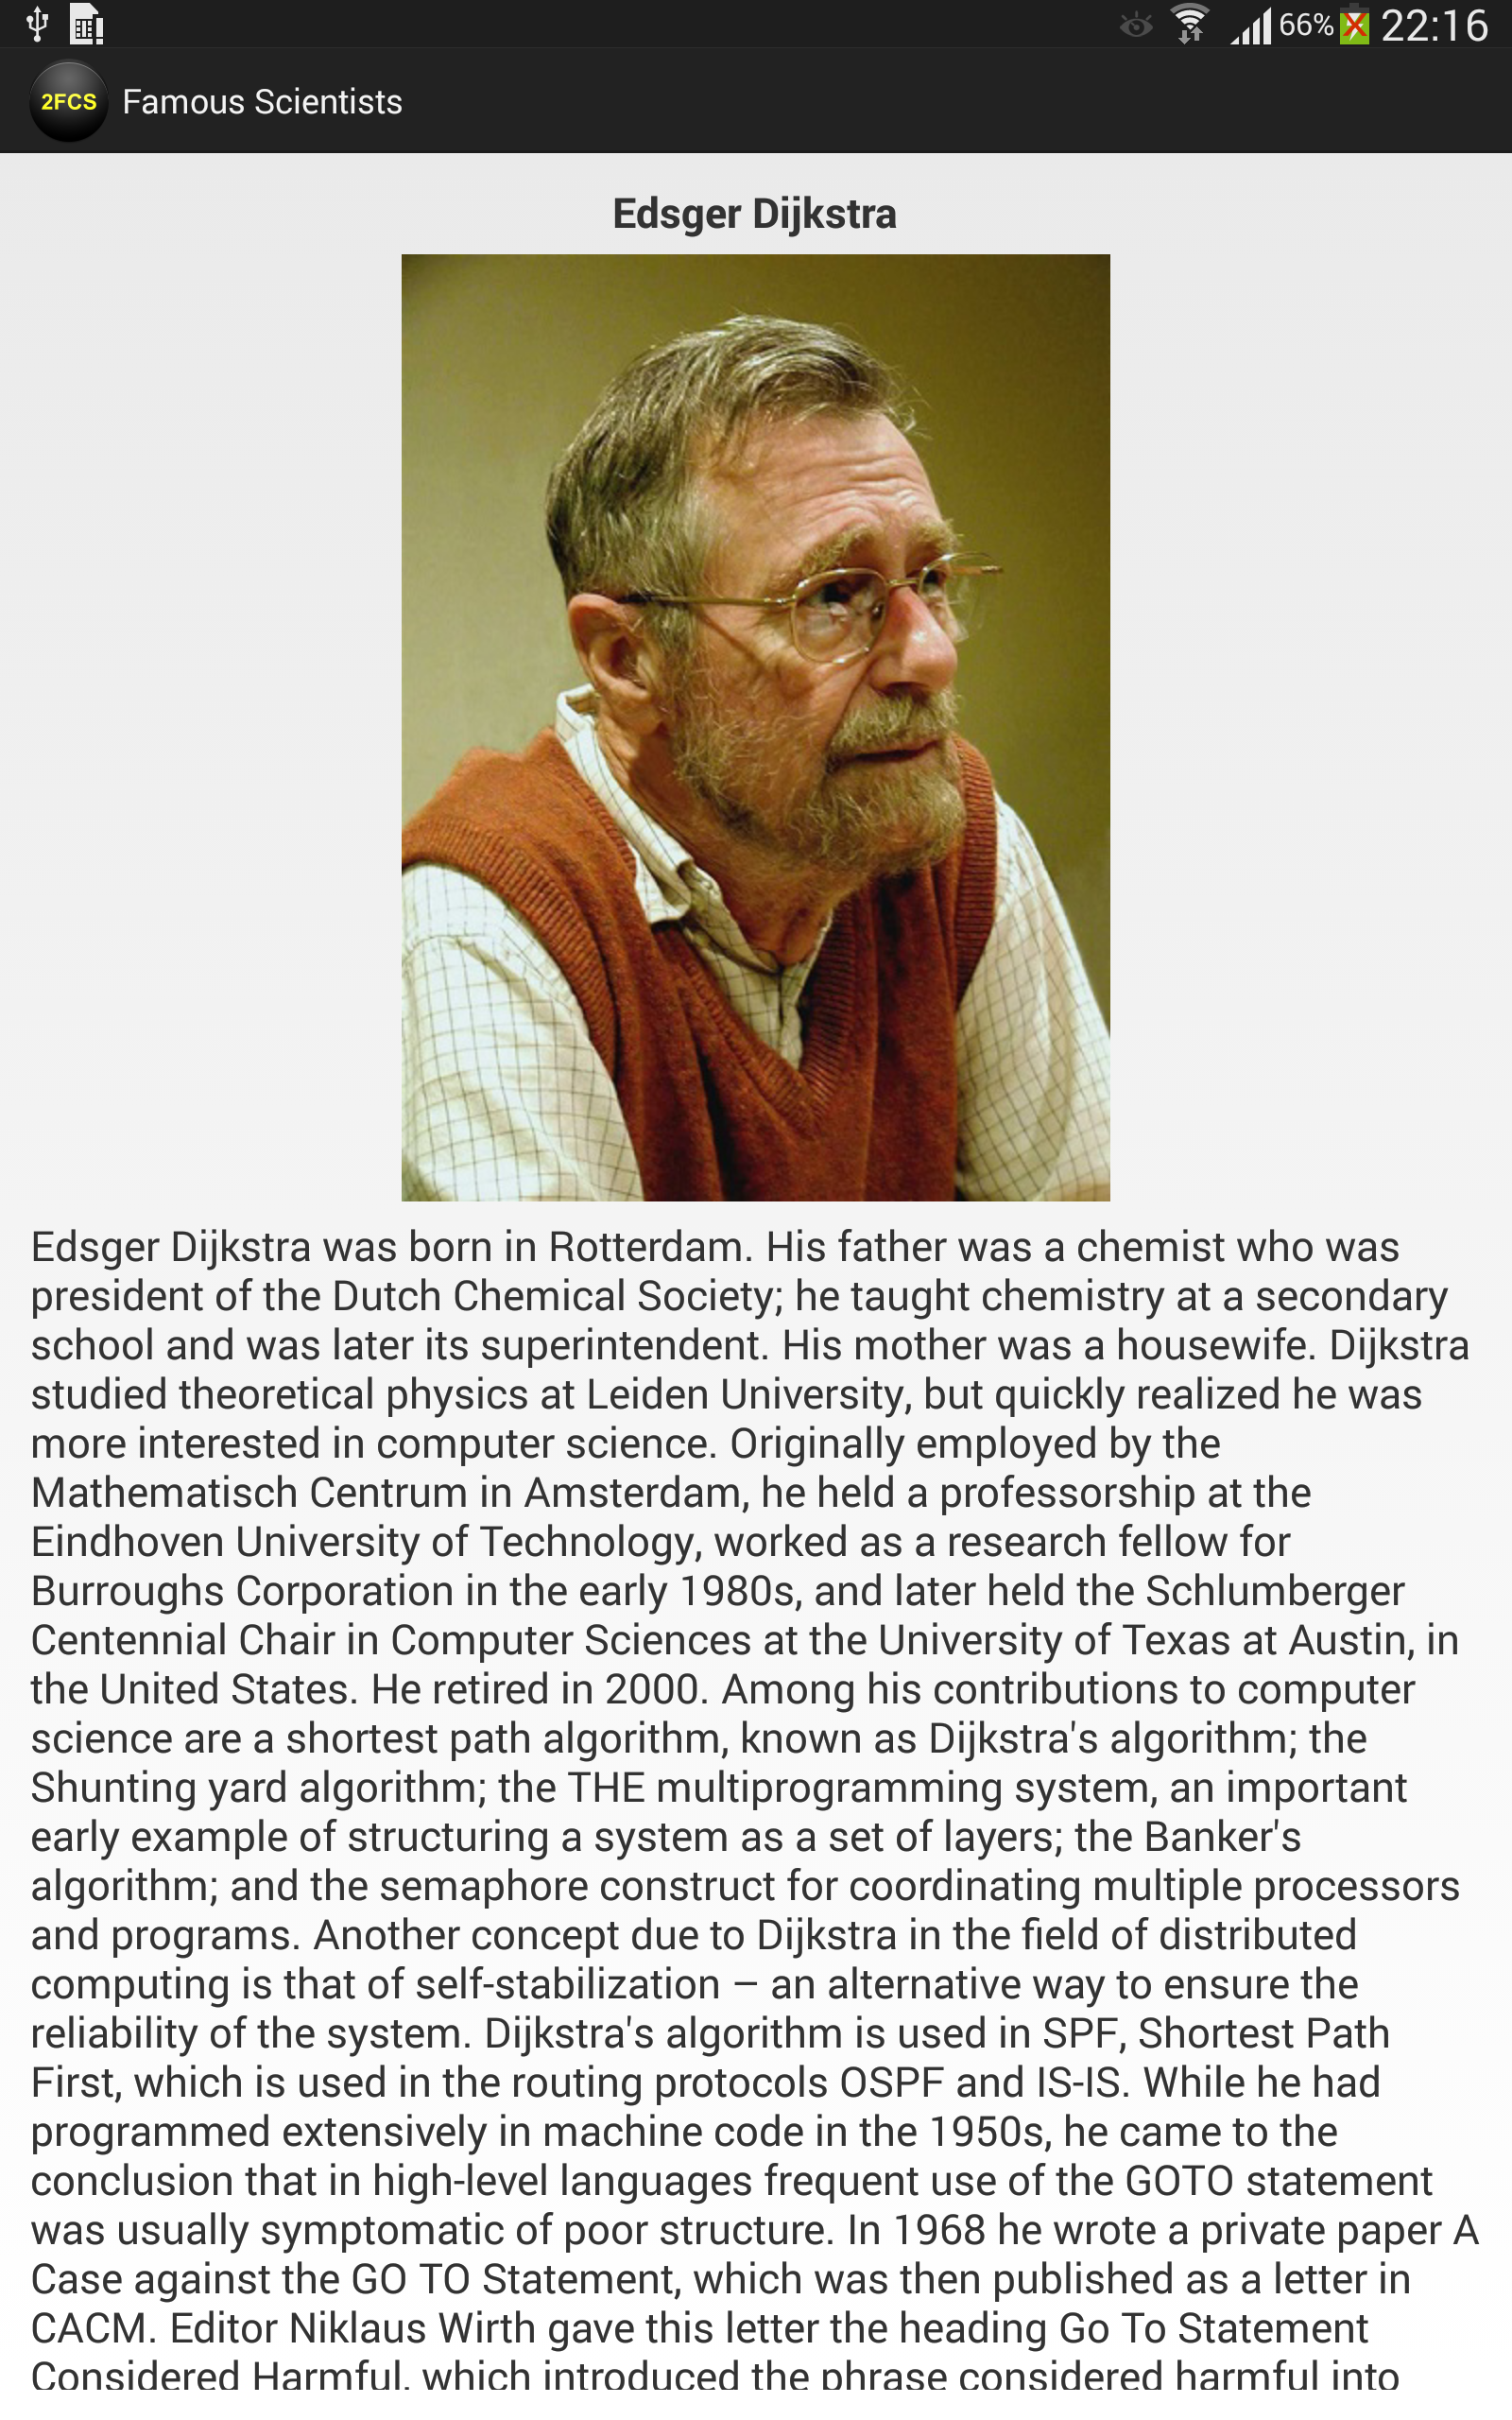 66% 22:16
2FCS Famous Scientists
Edsger Dijkstra
Edsger Dijkstra was born in Rotterdam. His father was a chemist who was
president of the Dutch Chemical Society; he taught chemistry at a secondary
school and was later its superintendent. His mother was a housewife. Dijkstra
studied theoretical physics at Leiden University, but quickly realized he was
more interested in computer science. Originally employed by the
Mathematisch Centrum in Amsterdam, he held a professorship at the
Eindhoven University of Technology, worked as a research fellow for
Burroughs Corporation in the early 1980s, and later held the Schlumberger
Centennial Chair in Computer Sciences at the University of Texas at Austin, in
the United States. He retired in 2000. Among his contributions to computer
science are a shortest path algorithm, known as Dijkstra's algorithm; the
Shunting yard algorithm; the THE multiprogramming system, an important
early example of structuring a system as a set of layers; the Banker's
algorithm; and the semaphore construct for coordinating multiple processors
and programs. Another concept due to Dijkstra in the field of distributed
computing is that of self-stabilization – an alternative way to ensure the
reliability of the system. Dijkstra's algorithm is used in SPF, Shortest Path
First, which is used in the routing protocols OSPF and IS-IS. While he had
programmed extensively in machine code in the 1950s, he came to the
conclusion that in high-level languages frequent use of the GOTO statement
was usually symptomatic of poor structure. In 1968 he wrote a private paper A
Case against the GO TO Statement, which was then published as a letter in
CACM. Editor Niklaus Wirth gave this letter the heading Go To Statement
Considered Harmful, which introduced the phrase considered harmful into